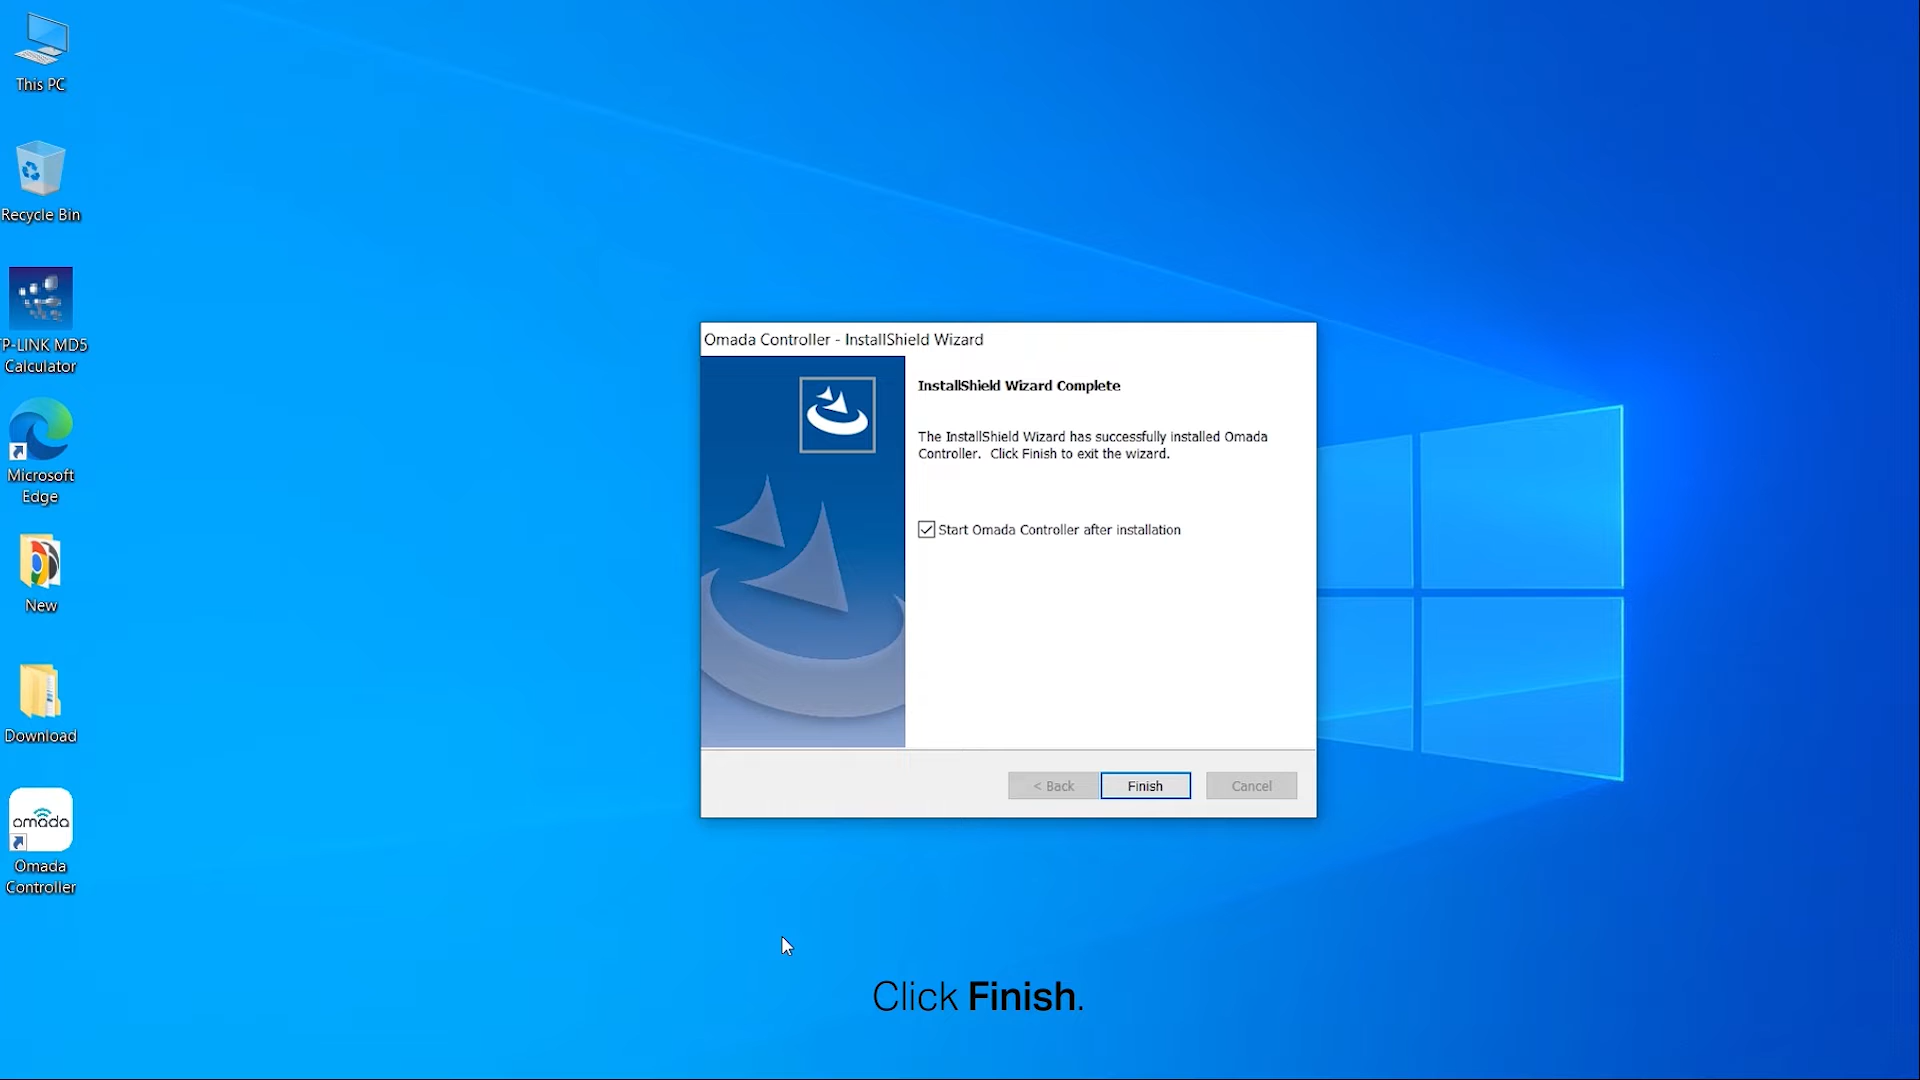 This PC
Recycle Bin
TP-LINK MD5
Calculator
Microsoft
Edge
New
Download
omada
Omada
Controller
Omada Controller - InstallShield Wizard
InstallShield Wizard Complete
The InstallShield Wizard has successfully installed Omada
Controller. Click Finish to exit the wizard.
Start Omada Controller after installation
< Back
Finish
Cancel
Click Finish.